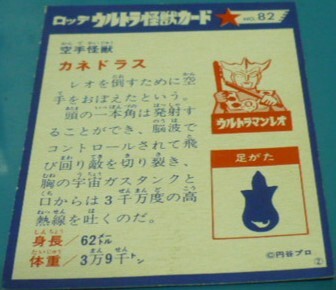 ロッテ ウルトラ怪獣カード ★ NO.82
空手怪獣
カネドラス
レオを倒すために空
手をおぼえたという。
頭の一本角は発射す
ることができ、脳波で
コントロールされて飛
び回り敵を切り裂き、
胸の宇宙ガスタンクと
口からは3千万度の高
熱線を吐くのだ。
身長/62メートル
体重/3万9千トン
ウルトラマンレオ
足がた
©円谷プロ
②